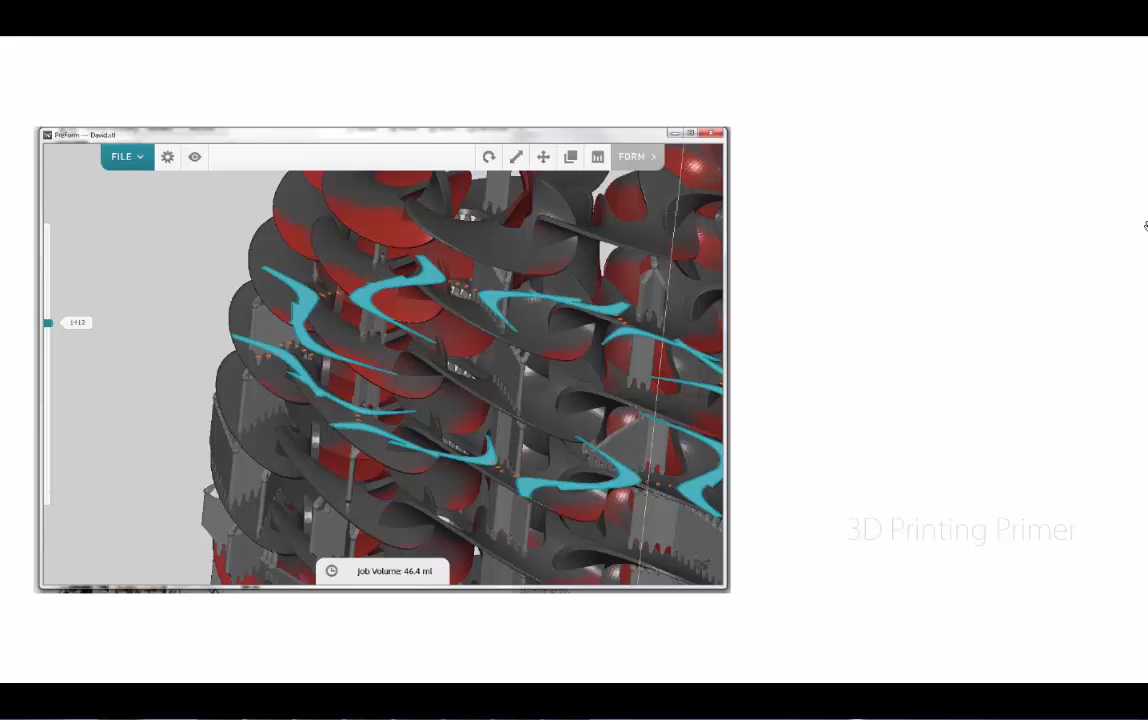 PreForm --- David.stl
FILE
FORM
1412
3D Printing Primer
Job Volume: 46.4 ml